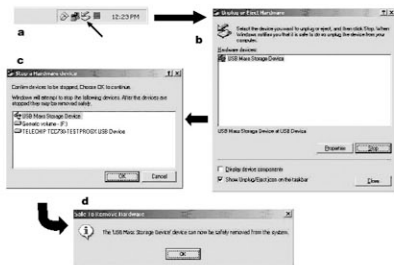 a
12:23 PM
b
Unplug or Eject Hardware
Select the device you want to unplug or eject, and then click Stop. When
Windows notifies you that it is safe to do so unplug the device from your
computer.
Hardware devices:
USB Mass Storage Device
USB Mass Storage Device at USB Device
Properties
Stop
Display device components
Show Unplug/Eject icon on the taskbar
Close
c
Stop a Hardware device
Confirm devices to be stopped, Choose OK to continue.
Windows will attempt to stop the following devices. After the devices are
stopped they may be removed safely.
USB Mass Storage Device
Generic volume - (F:)
USB Device
OK
Cancel
d
Safe To Remove Hardware
The 'USB Mass Storage Device' device can now be safely removed from the system.
OK